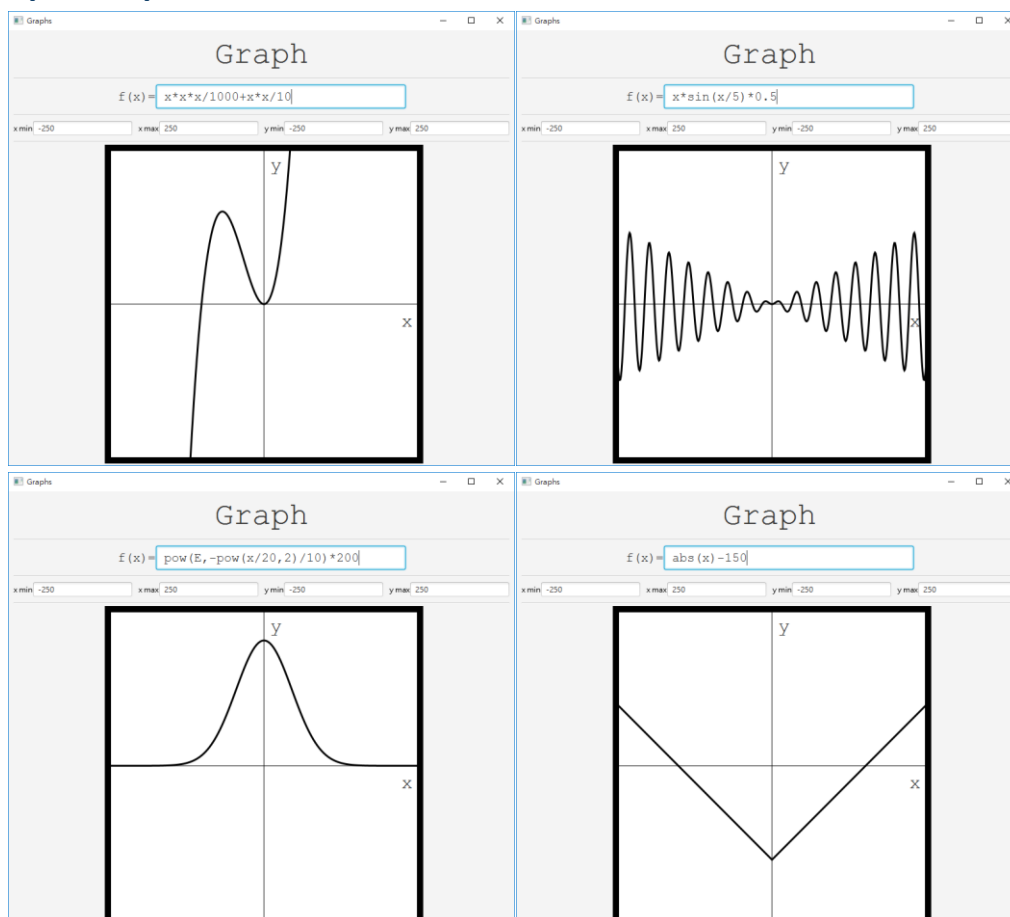 Graphs
Graph
f(x)= x*x*x/1000+x*x/10
x min -250 x max 250 y min -250 y max 250
y
x
Graphs
Graph
f(x)= x*sin(x/5)*0.5
x min -250 x max 250 y min -250 y max 250
y
x
Graphs
Graph
f(x)= pow(E,-pow(x/20,2)/10)*200
x min -250 x max 250 y min -250 y max 250
y
x
Graphs
Graph
f(x)= abs(x)-150
x min -250 x max 250 y min -250 y max 250
y
x